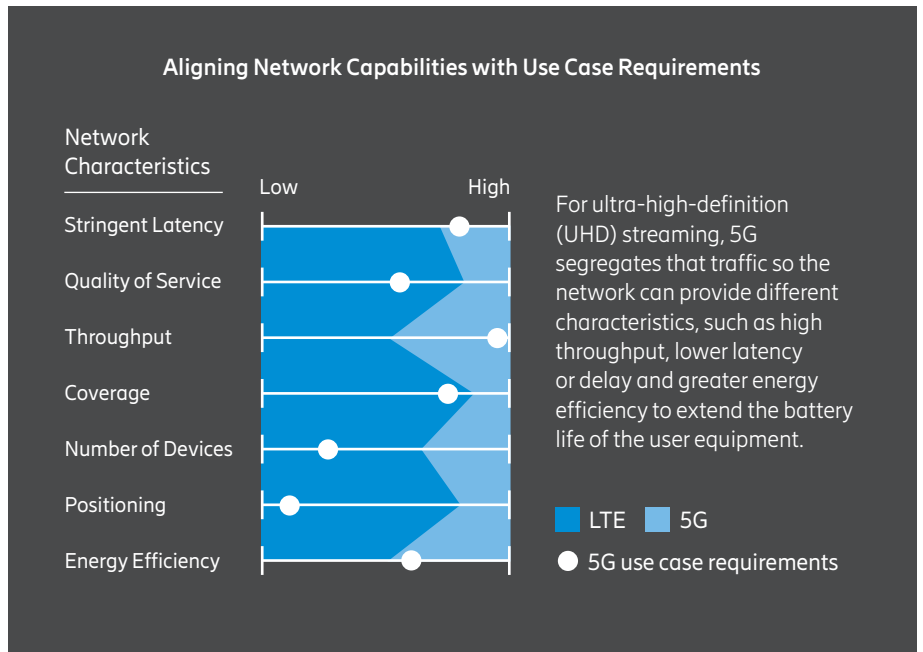 Aligning Network Capabilities with Use Case Requirements
Network
Characteristics
Low
High
Stringent Latency
Quality of Service
Throughput
Coverage
Number of Devices
Positioning
Energy Efficiency
For ultra-high-definition
(UHD) streaming, 5G
segregates that traffic so the
network can provide different
characteristics, such as high
throughput, lower latency
or delay and greater energy
efficiency to extend the battery
life of the user equipment.
LTE
5G
5G use case requirements